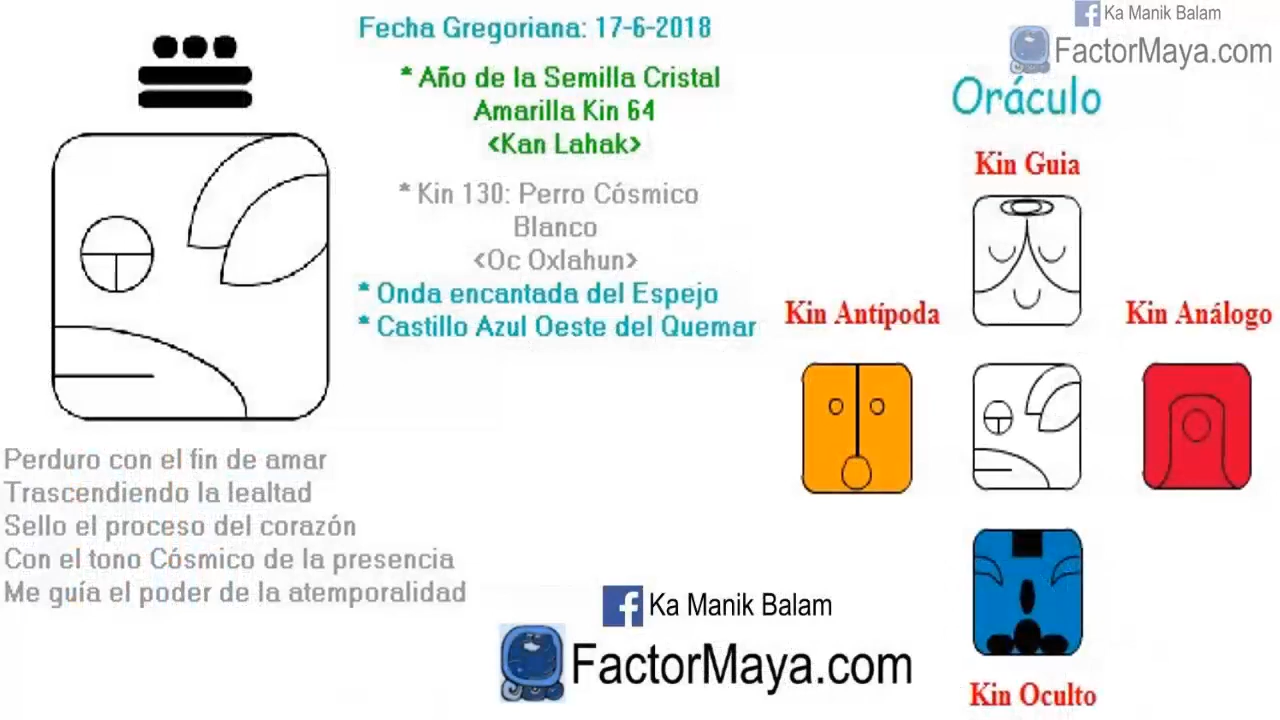 Fecha Gregoriana: 17-6-2018
* Año de la Semilla Cristal
Amarilla Kin 64
<Kan Lahak>
* Kin 130: Perro Cósmico
Blanco
<Oc Oxlahun>
* Onda encantada del Espejo
* Castillo Azul Oeste del Quemar
Perduro con el fin de amar
Trascendiendo la lealtad
Sello el proceso del corazón
Con el tono Cósmico de la presencia
Me guía el poder de la atemporalidad
Ka Manik Balam
FactorMaya.com
Oráculo
Kin Guia
Kin Antípoda
Kin Análogo
Kin Oculto
Ka Manik Balam
FactorMaya.com